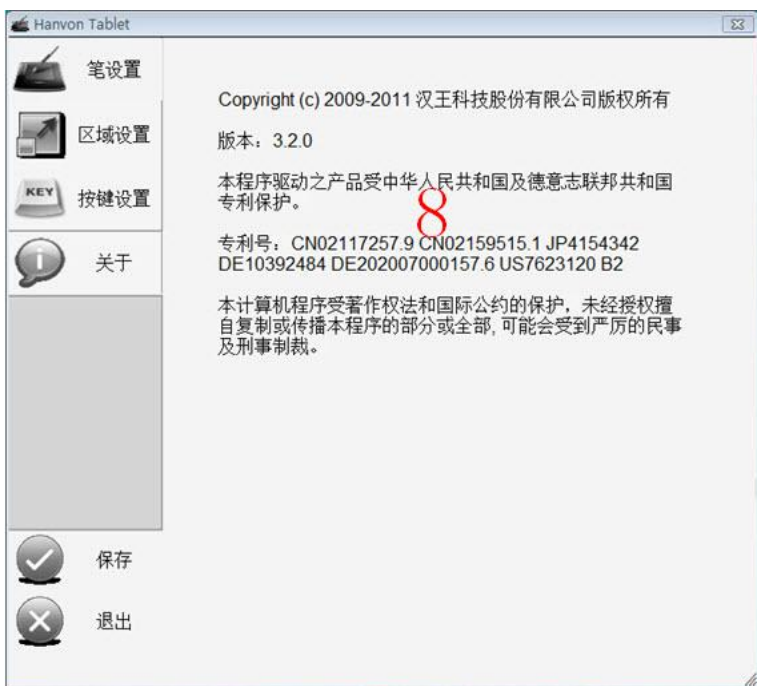 Hanvon Tablet
笔设置
区域设置
KEY
按键设置
关于
Copyright (c) 2009-2011 汉王科技股份有限公司版权所有
版本：3.2.0
本程序驱动之产品受中华人民共和国及德意志联邦共和国
专利保护。
8
专利号：CN02117257.9 CN02159515.1 JP4154342
DE10392484 DE202007000157.6 US7623120 B2
本计算机程序受著作权法和国际公约的保护，未经授权擅
自复制或传播本程序的部分或全部, 可能会受到严厉的民事
及刑事制裁。
保存
退出